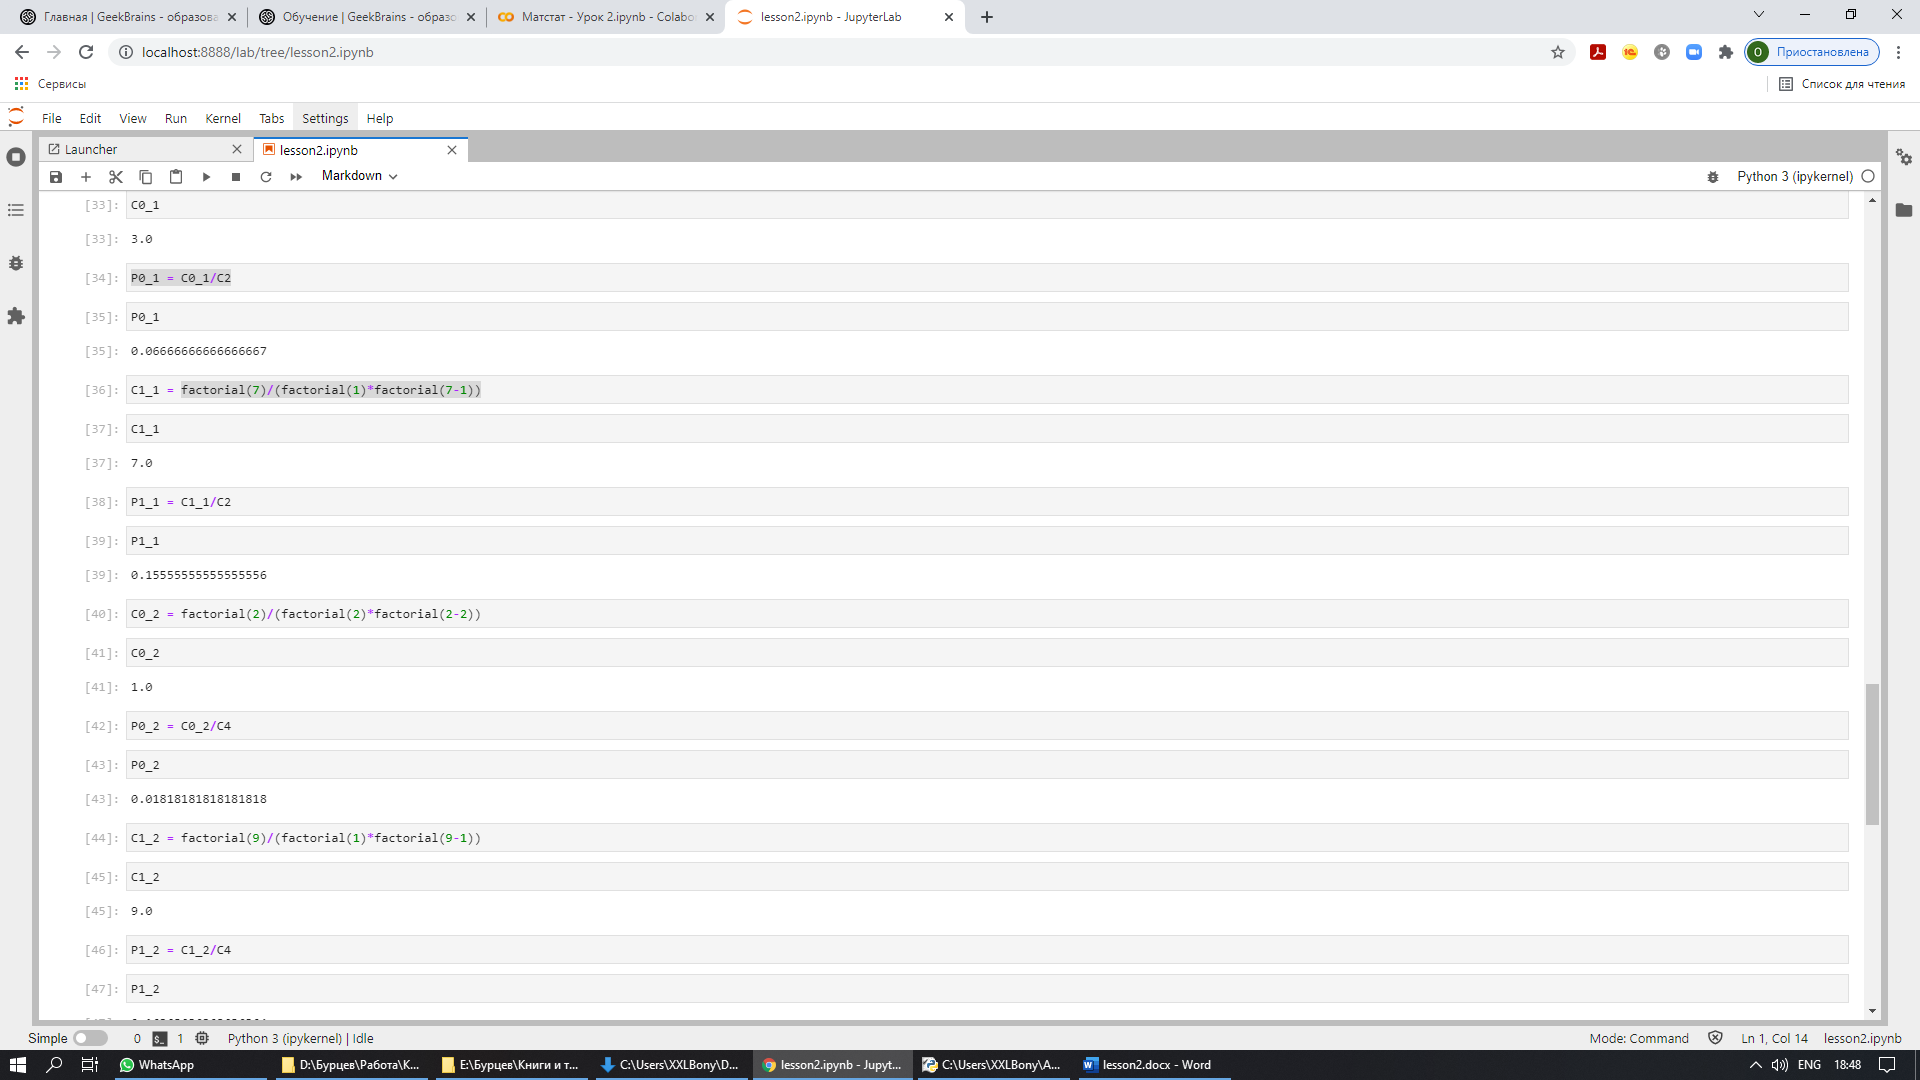 Главная | GeekBrains - образова
Обучение | GeekBrains - образо
Матстат - Урок 2.ipynb - Colabo
lesson2.ipynb - JupyterLab
localhost:8888/lab/tree/lesson2.ipynb
О Приостановлена
Сервисы
Список для чтения
File Edit View Run Kernel Tabs Settings Help
Launcher
lesson2.ipynb
Markdown
Python 3 (ipykernel)
[33]: C0_1
[33]: 3.0
[34]: P0_1 = C0_1/C2
[35]: P0_1
[35]: 0.06666666666666667
[36]: C1_1 = factorial(7)/(factorial(1)*factorial(7-1))
[37]: C1_1
[37]: 7.0
[38]: P1_1 = C1_1/C2
[39]: P1_1
[39]: 0.15555555555555556
[40]: C0_2 = factorial(2)/(factorial(2)*factorial(2-2))
[41]: C0_2
[41]: 1.0
[42]: P0_2 = C0_2/C4
[43]: P0_2
[43]: 0.01818181818181818
[44]: C1_2 = factorial(9)/(factorial(1)*factorial(9-1))
[45]: C1_2
[45]: 9.0
[46]: P1_2 = C1_2/C4
[47]: P1_2
Simple 0 1 Python 3 (ipykernel) | Idle Mode: Command Ln 1, Col 14 lesson2.ipynb
WhatsApp D:\Бурцев\Работа\К... E:\Бурцев\Книги и т... C:\Users\XXLBony\D... lesson2.ipynb - Jupyt... C:\Users\XXLBony\A... lesson2.docx - Word ENG 18:48